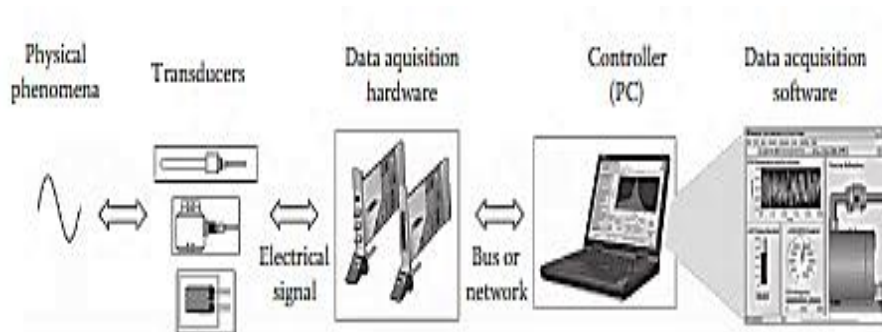 Physical
phenomena
Transducers
Data aquisition
hardware
Controller
(PC)
Data acquisition
software
Electrical
signal
Bus or
network